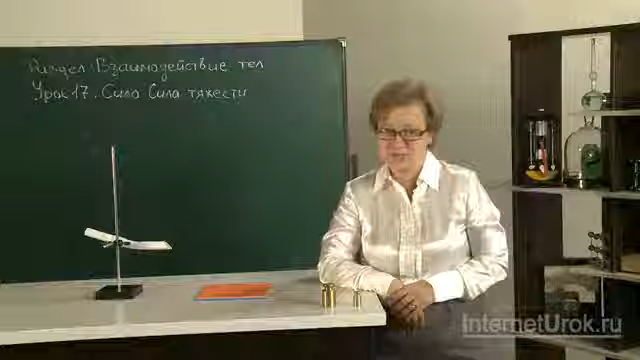 Раздел: Взаимодействие тел
Урок 17. Сила Сила тяжести
InternetUrok.ru